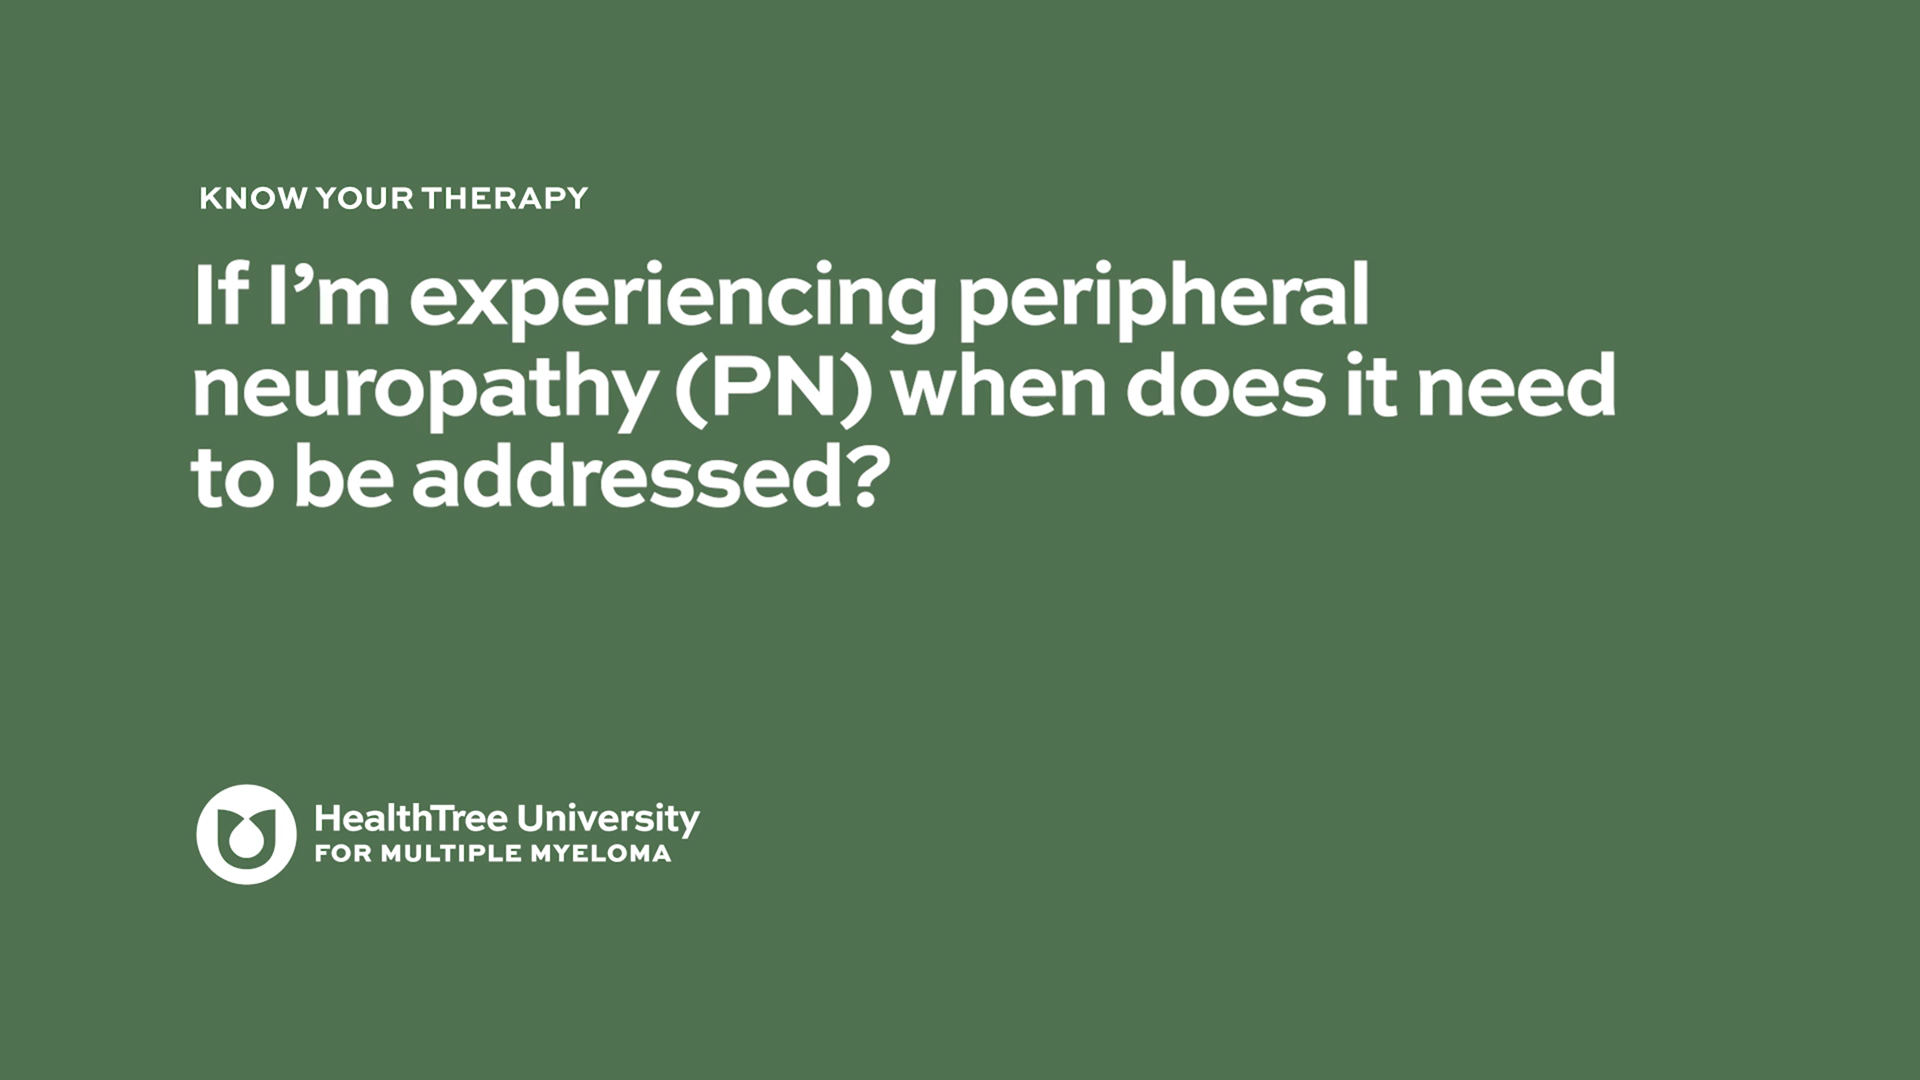 KNOW YOUR THERAPY
If I’m experiencing peripheral
neuropathy (PN) when does it need
to be addressed?
HealthTree University
FOR MULTIPLE MYELOMA